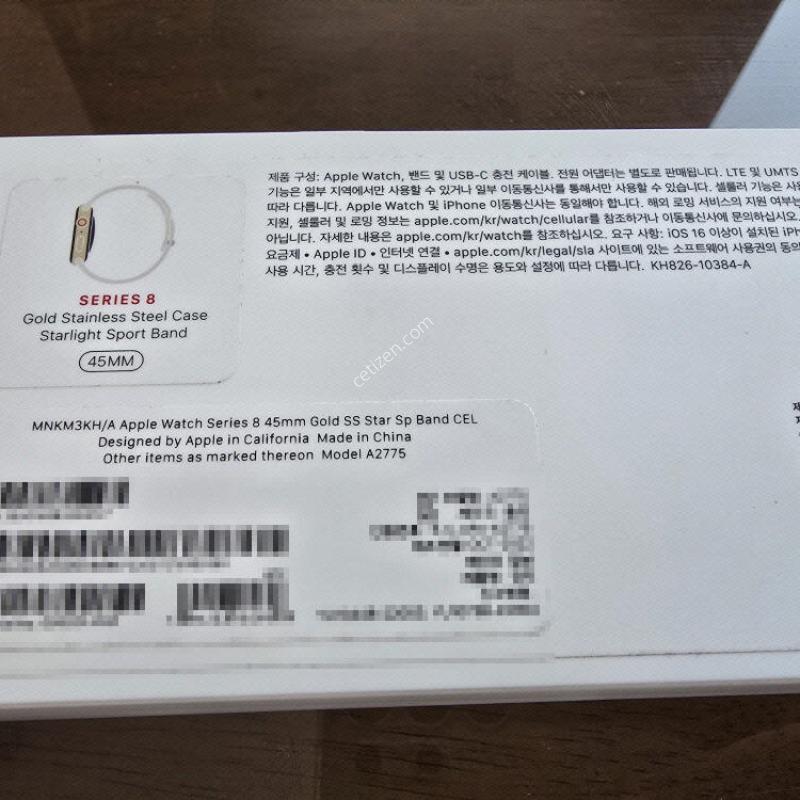 제품 구성: Apple Watch, 밴드 및 USB-C 충전 케이블. 전원 어댑터는 별도로 판매됩니다. LTE 및 UMTS
기능은 일부 지역에서만 사용할 수 있거나 일부 이동통신사를 통해서만 사용할 수 있습니다. 셀룰러 기능은
따라 다릅니다. Apple Watch 및 iPhone 이동통신사는 동일해야 합니다. 해외 로밍 서비스의 지원 여부는
지원, 셀룰러 및 로밍 정보는 apple.com/kr/watch/cellular를 참조하거나 이동통신사에 문의하십시오.
아닙니다. 자세한 내용은 apple.com/kr/watch를 참조하십시오. 요구 사항: iOS 16 이상이 설치된
요금제 • Apple ID • 인터넷 연결 • apple.com/kr/legal/sla 사이트에 있는 소프트웨어 사용권의 동의
사용 시간, 충전 횟수 및 디스플레이 수명은 용도와 설정에 따라 다릅니다. KH826-10384-A
SERIES 8
Gold Stainless Steel Case
Starlight Sport Band
45MM
cetizen.com
MNKM3KH/A Apple Watch Series 8 45mm Gold SS Star Sp Band CEL
Designed by Apple in California Made in China
Other items as marked thereon Model A2775